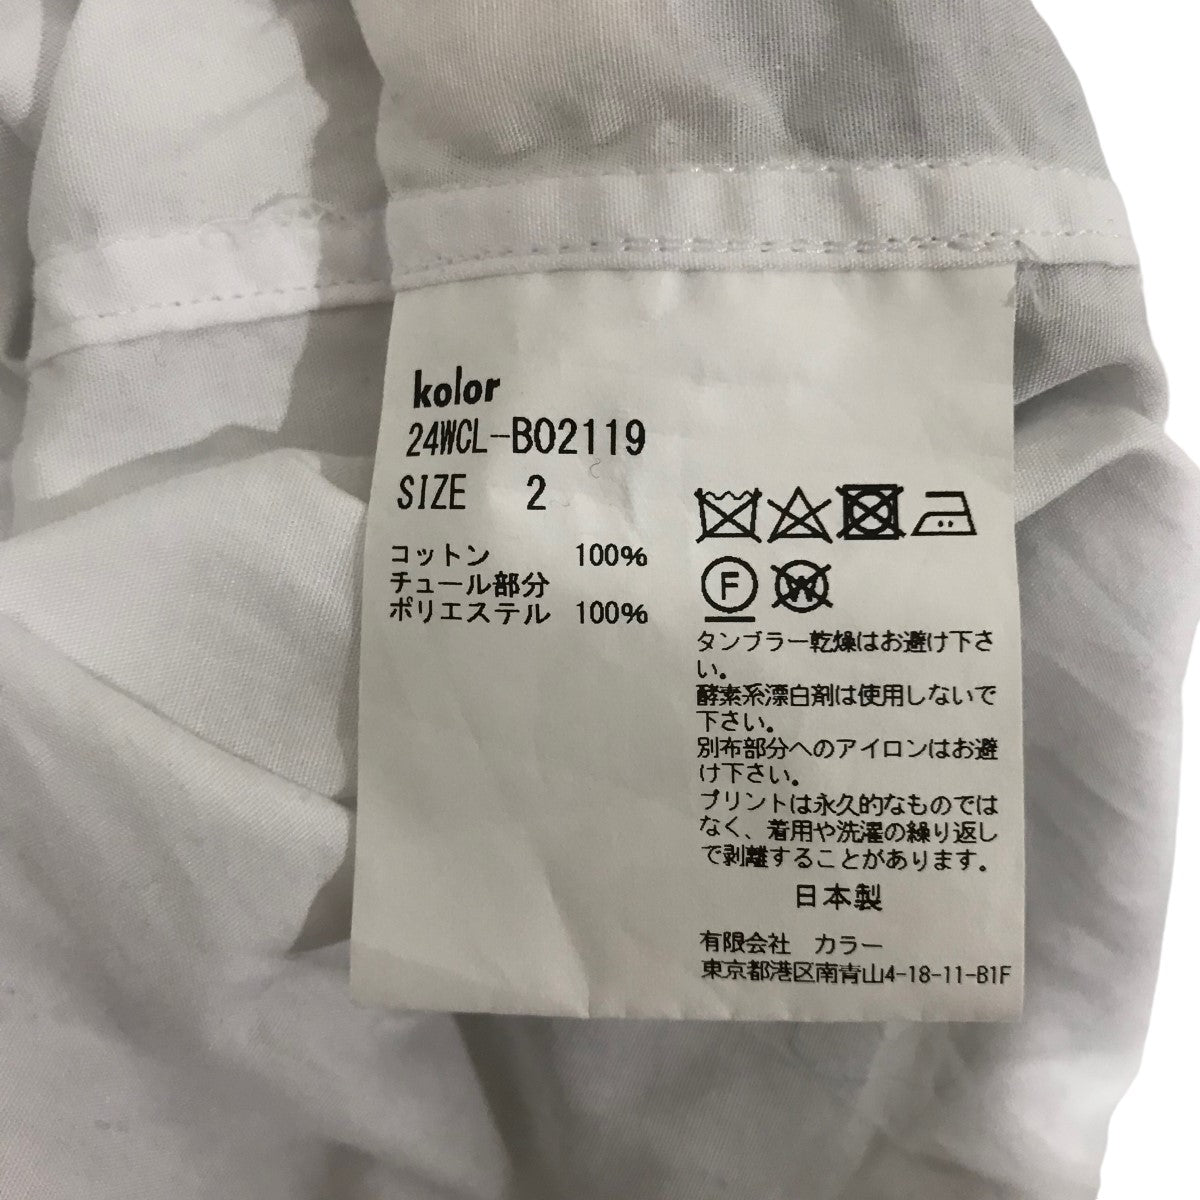 kolor
24WCL-B02119
SIZE 2
コットン 100%
チュール部分
ポリエステル 100%
F
W
タンブラー乾燥はお避け下さ
い。
酵素系漂白剤は使用しないで
下さい。
別布部分へのアイロンはお避
け下さい。
プリントは永久的なものでは
なく、着用や洗濯の繰り返し
で剥離することがあります。
日本製
有限会社 カラー
東京都港区南青山4-18-11-B1F